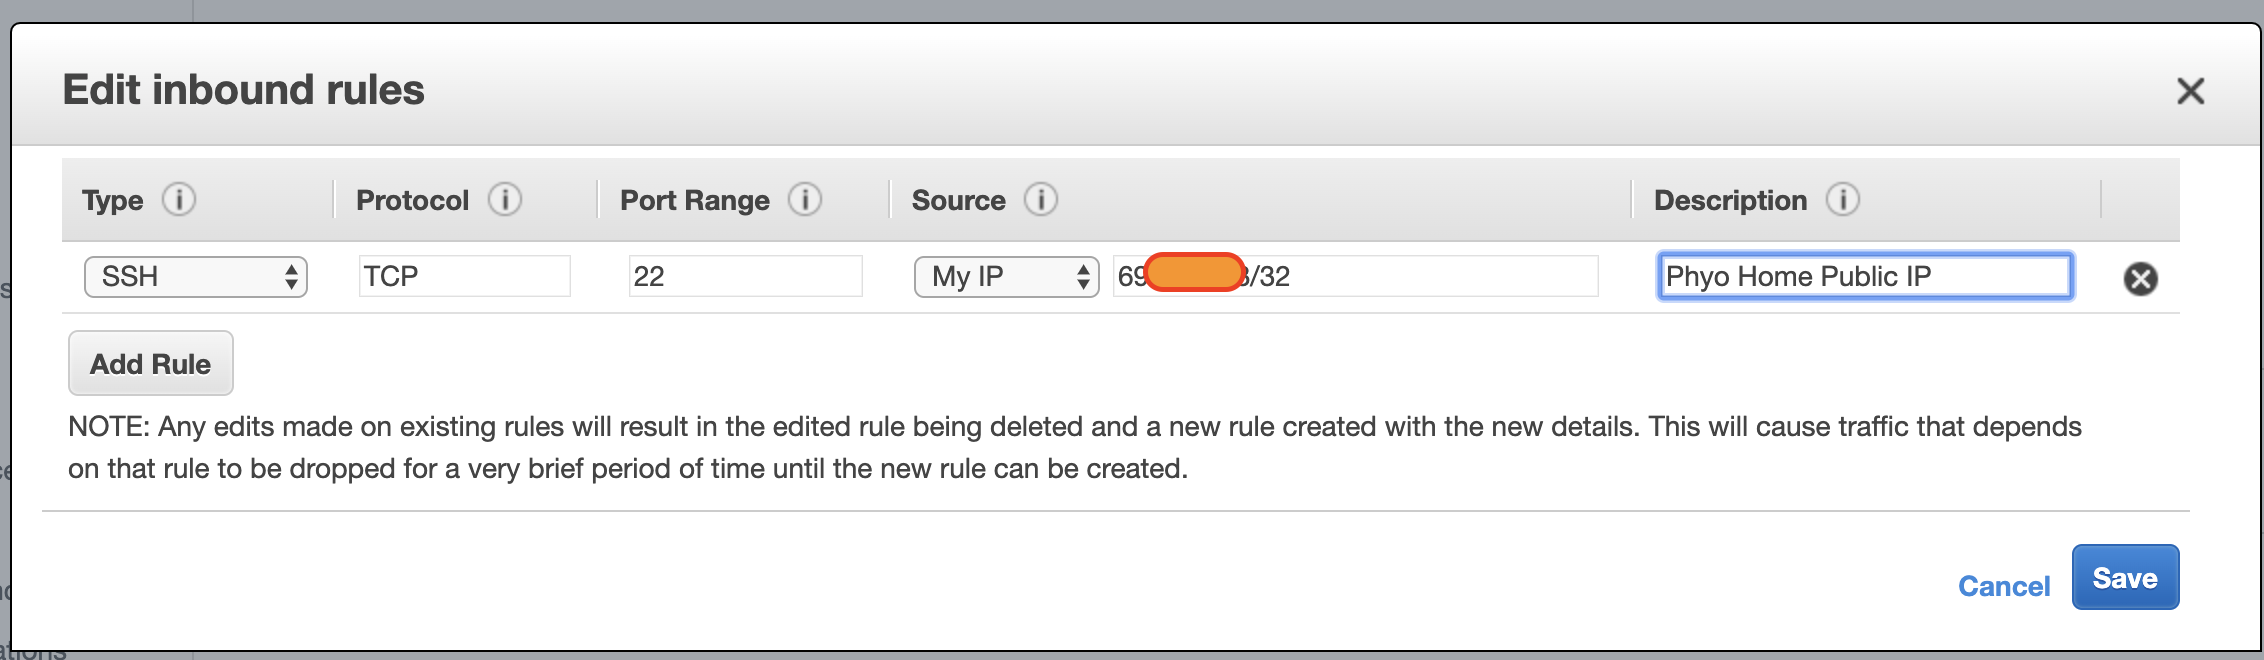 Edit inbound rules
Type Protocol Port Range Source Description
SSH TCP 22 My IP 69 3/32 Phyo Home Public IP
Add Rule
NOTE: Any edits made on existing rules will result in the edited rule being deleted and a new rule created with the new details. This will cause traffic that depends
on that rule to be dropped for a very brief period of time until the new rule can be created.
Cancel Save